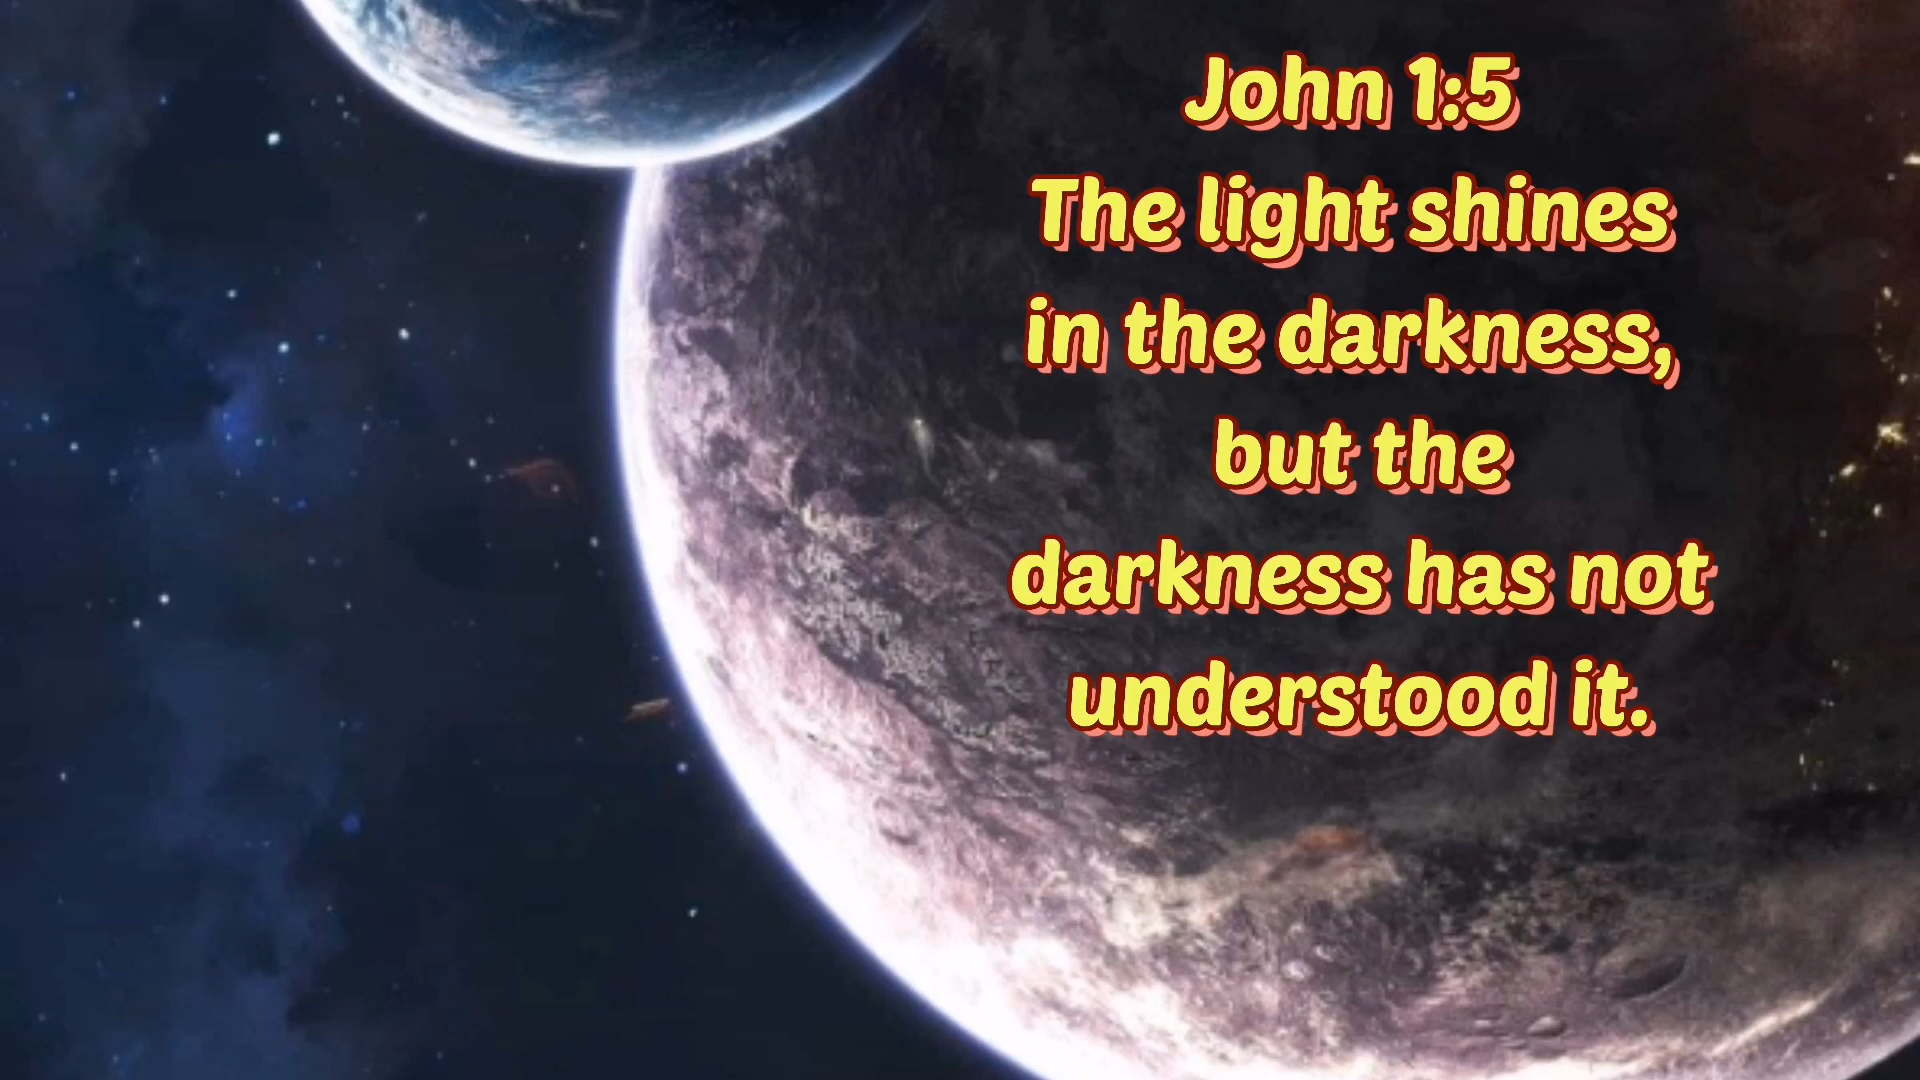 John 1:5
The light shines
in the darkness,
but the
darkness has not
understood it.